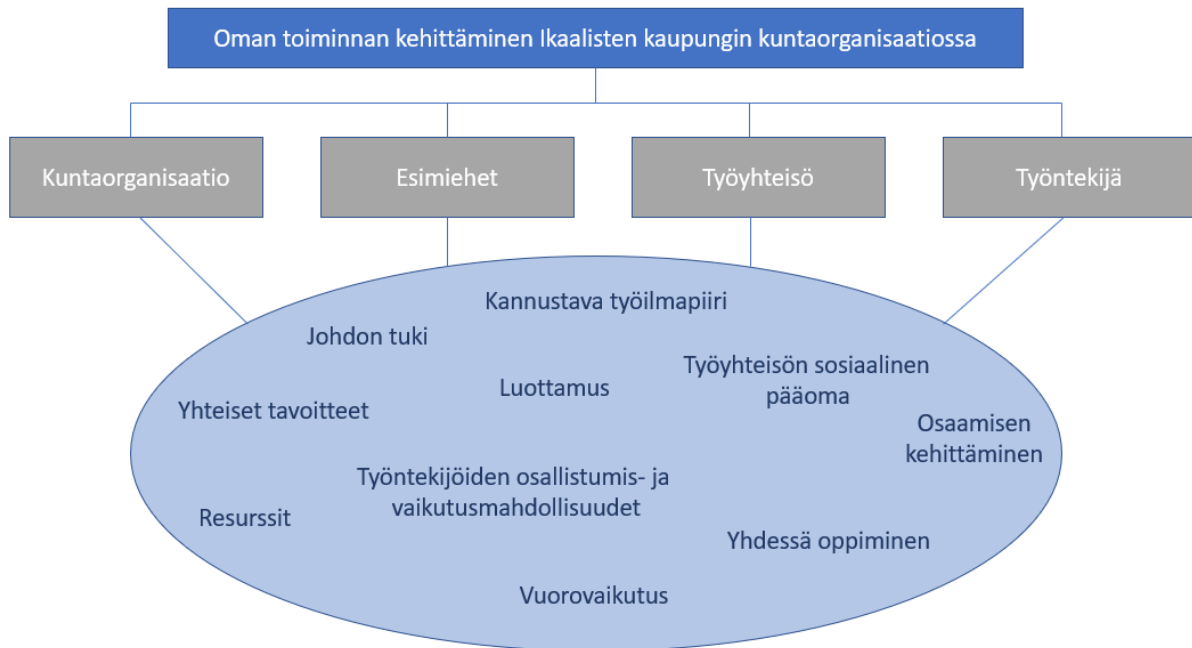 Oman toiminnan kehittäminen Ikaalisten kaupungin kuntaorganisaatiossa
Kuntaorganisaatio
Esimiehet
Työyhteisö
Työntekijä
Kannustava työilmapiiri
Johdon tuki
Työyhteisön sosiaalinen
pääoma
Luottamus
Yhteiset tavoitteet
Osaamisen
kehittäminen
Työntekijöiden osallistumis- ja
vaikutusmahdollisuudet
Resurssit
Yhdessä oppiminen
Vuorovaikutus